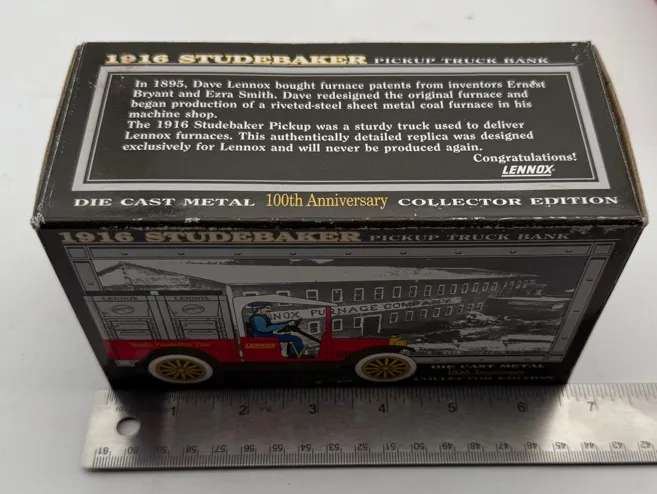 1916 STUDEBAKER PICKUP TRUCK BANK
In 1895, Dave Lennox bought furnace patents from inventors Ernest
Bryant and Ezra Smith. Dave redesigned the original furnace and
began production of a riveted-steel sheet metal coal furnace in his
machine shop.
The 1916 Studebaker Pickup was a sturdy truck used to deliver
Lennox furnaces. This authentically detailed replica was designed
exclusively for Lennox and will never be produced again.
Congratulations!
LENNOX
DIE CAST METAL 100th Anniversary COLLECTOR EDITION
1916 STUDEBAKER PICKUP TRUCK BANK
LENNOX LENNOX
NOX FURNACE COMPANY
LENNOX
DIE CAST METAL
100th Anniversary
COLLECTOR EDITION
1 2 3 4 5 6 7